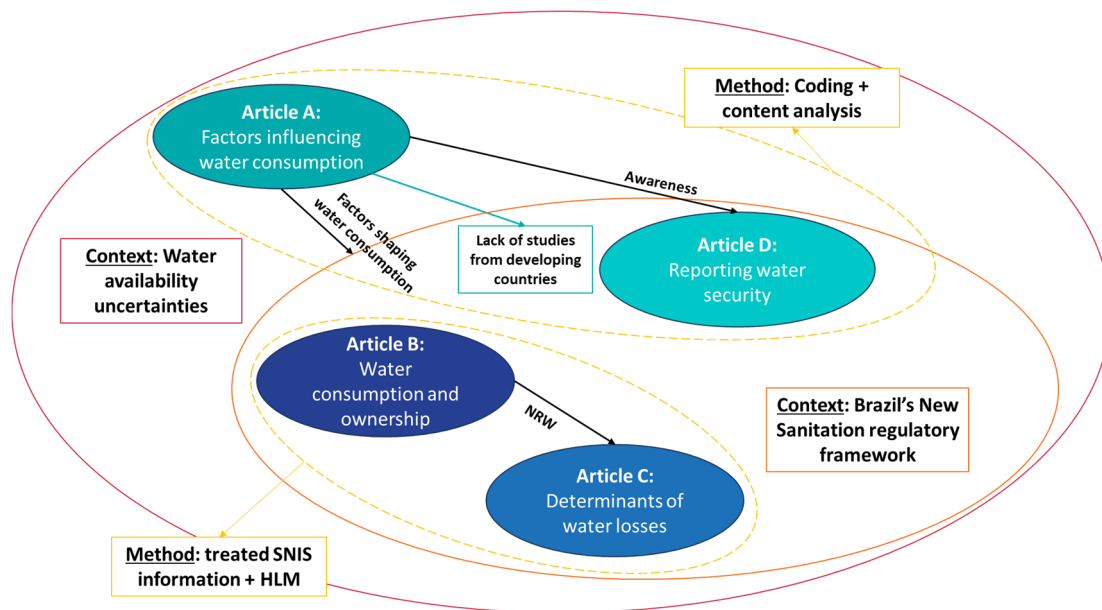 Method: Coding +
content analysis
Article A:
Factors influencing
water consumption
Awareness
Factors shaping
water consumption
Lack of studies
from developing
countries
Article D:
Reporting water
security
Context: Water
availability
uncertainties
Article B:
Water
consumption and
ownership
NRW
Context: Brazil’s New
Sanitation regulatory
framework
Article C:
Determinants of
water losses
Method: treated SNIS
information + HLM